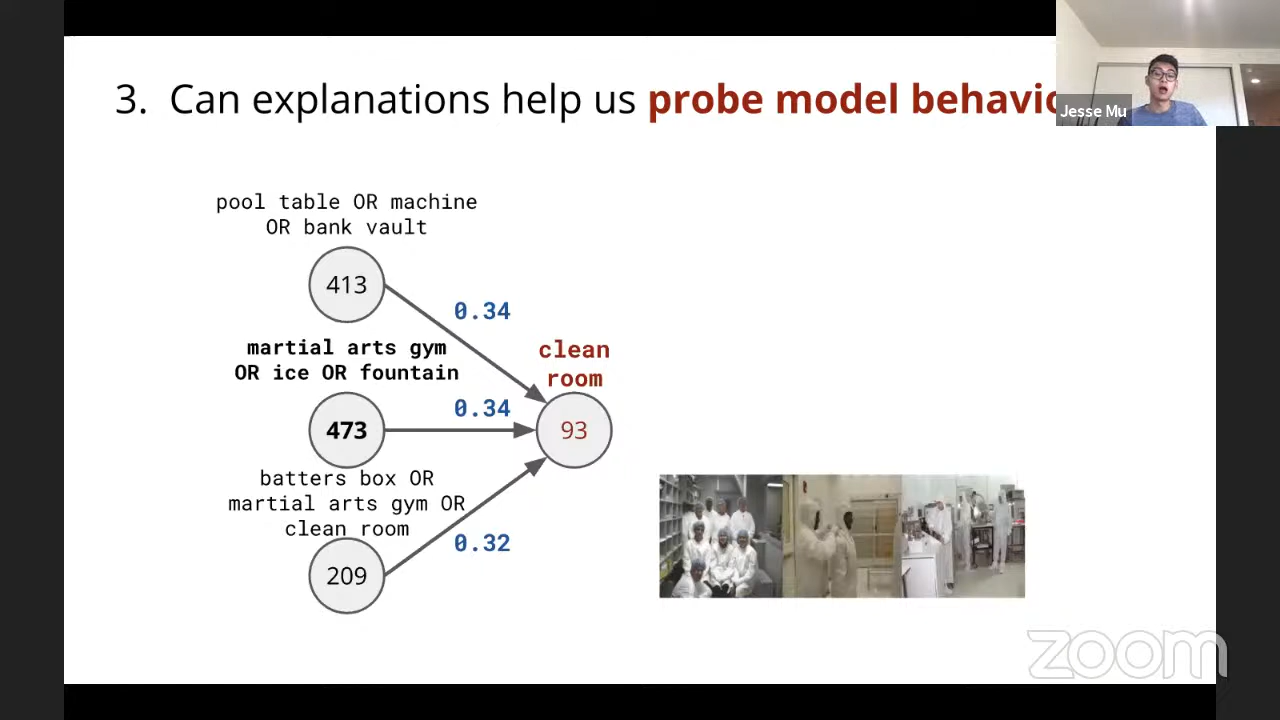 3. Can explanations help us probe model behavio
Jesse Mu
pool table OR machine
OR bank vault
413
0.34
martial arts gym
OR ice OR fountain
clean
room
0.34
473
93
batters box OR
martial arts gym OR
clean room
0.32
209
zoom